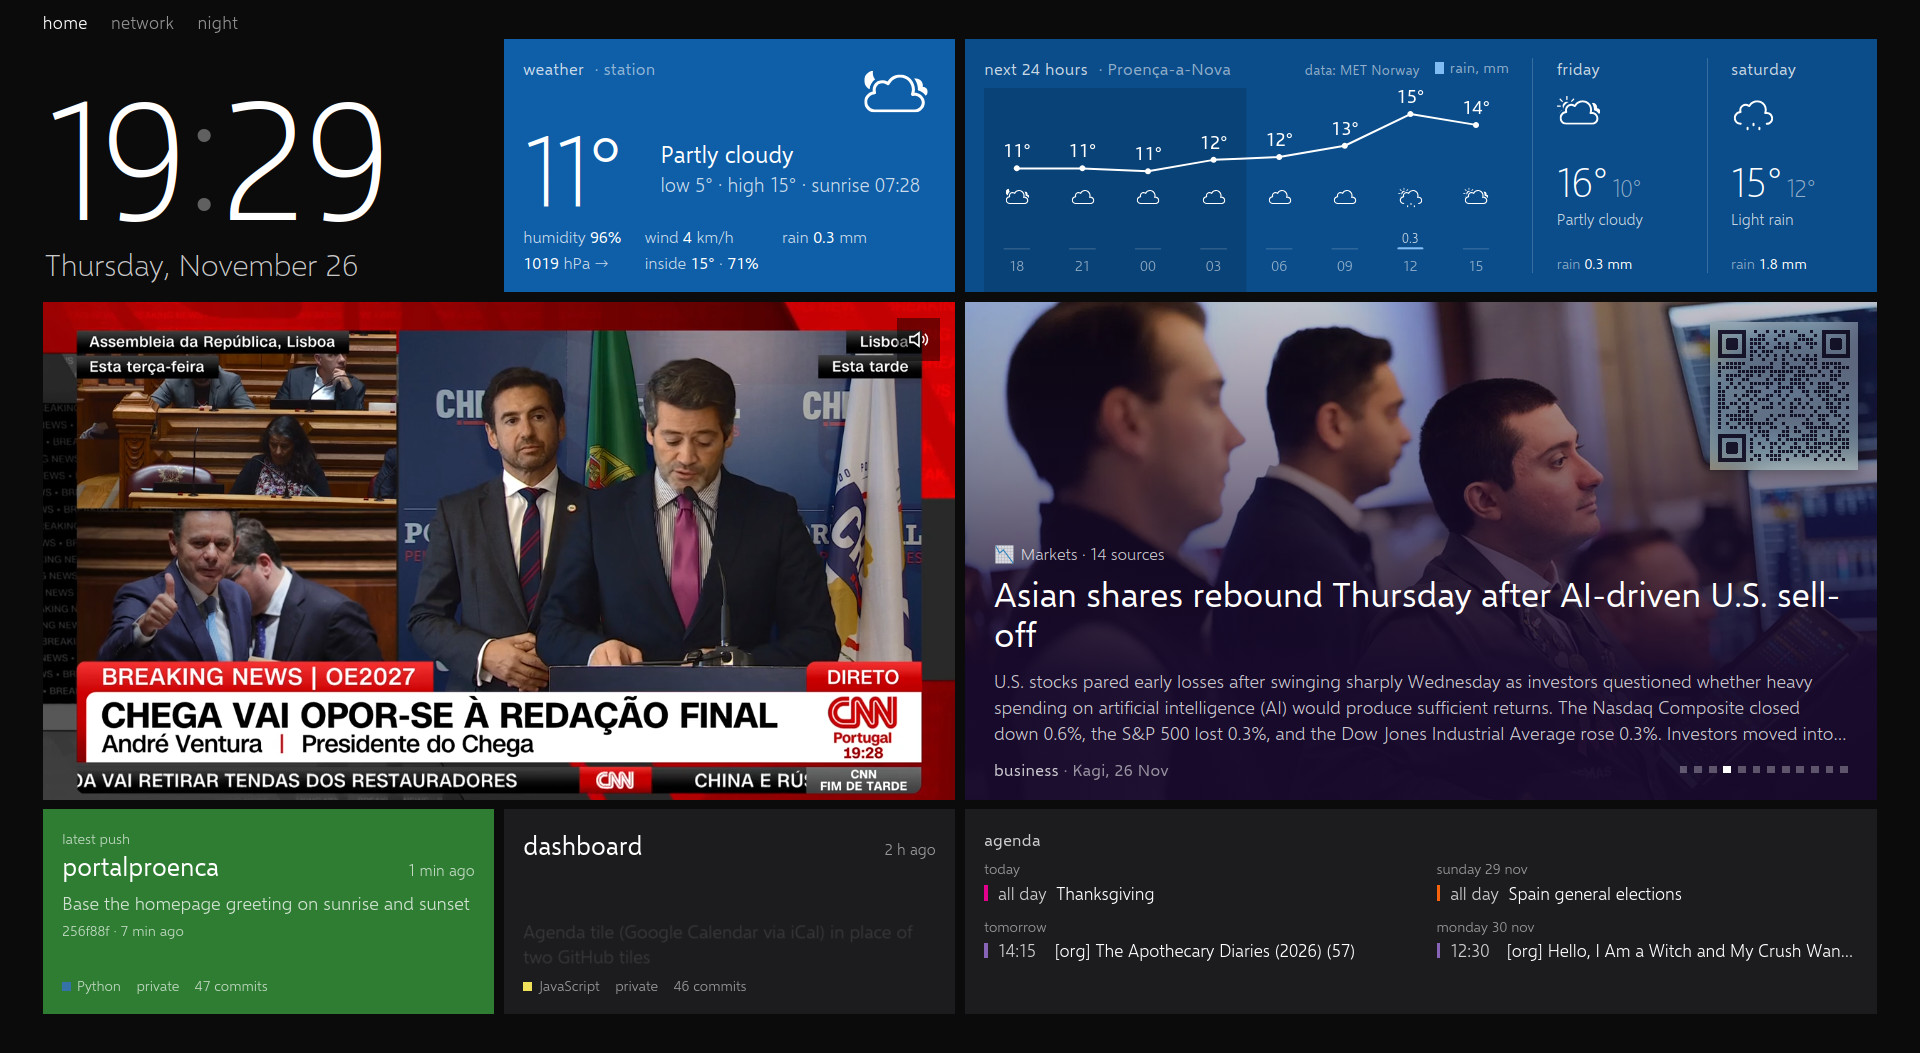 home network night
19:29
Thursday, November 26
weather · station
11°
Partly cloudy
low 5° · high 15° · sunrise 07:28
humidity 96% wind 4 km/h rain 0.3 mm
1019 hPa → inside 15° · 71%
next 24 hours · Proença-a-Nova data: MET Norway rain, mm
11° 11° 11° 12° 12° 13° 15° 14°
0.3
18 21 00 03 06 09 12 15
friday
16° 10°
Partly cloudy
rain 0.3 mm
saturday
15° 12°
Light rain
rain 1.8 mm
Assembleia da República, Lisboa
Esta terça-feira
Lisboa
Esta tarde
BREAKING NEWS | OE2027
DIRETO
CHEGA VAI OPOR-SE À REDAÇÃO FINAL
André Ventura | Presidente do Chega
CNN
Portugal
19:28
VAI RETIRAR TENDAS DOS RESTAURADORES CNN CHINA E
CNN
FIM DE TARDE
📉 Markets · 14 sources
Asian shares rebound Thursday after AI-driven U.S. sell-
off
U.S. stocks pared early losses after swinging sharply Wednesday as investors questioned whether heavy
spending on artificial intelligence (AI) would produce sufficient returns. The Nasdaq Composite closed
down 0.6%, the S&P 500 lost 0.3%, and the Dow Jones Industrial Average rose 0.3%. Investors moved into...
business · Kagi, 26 Nov
latest push
portalproenca 1 min ago
Base the homepage greeting on sunrise and sunset
256f88f · 7 min ago
Python private 47 commits
dashboard 2 h ago
Agenda tile (Google Calendar via iCal) in place of
two GitHub tiles
JavaScript private 46 commits
agenda
today
all day Thanksgiving
tomorrow
14:15 [org] The Apothecary Diaries (2026) (57)
sunday 29 nov
all day Spain general elections
monday 30 nov
12:30 [org] Hello, I Am a Witch and My Crush Wan...